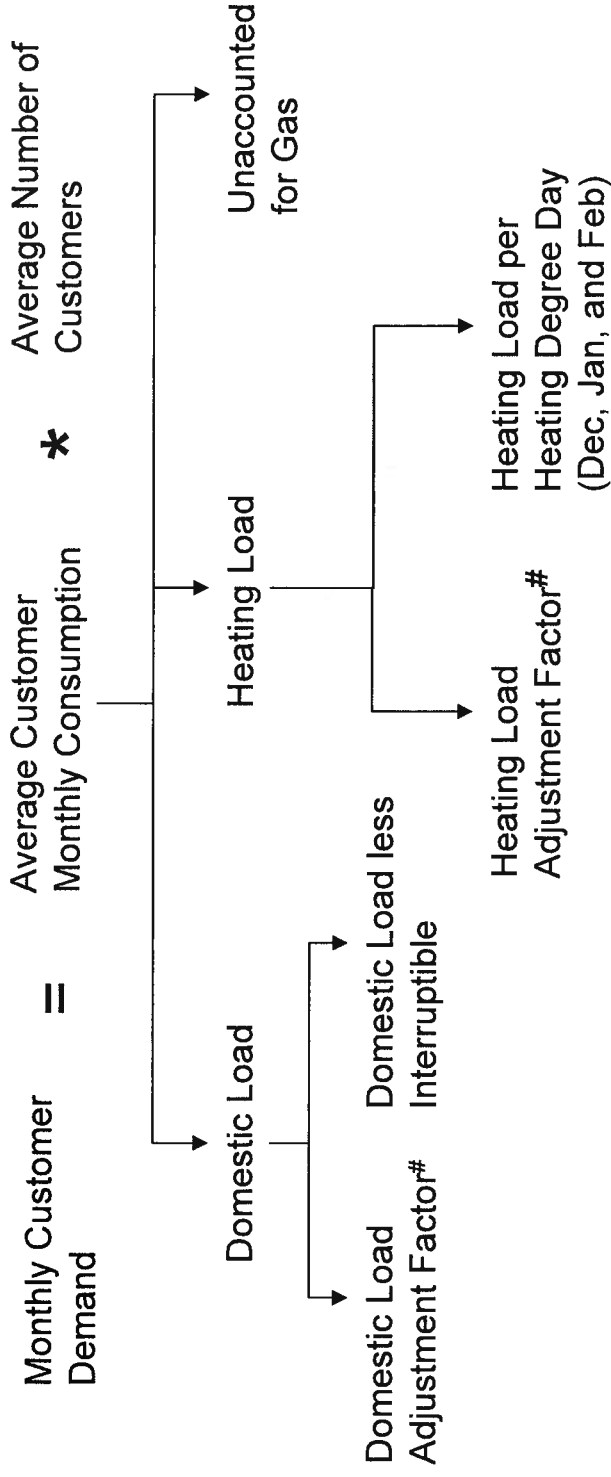 Monthly Customer
Demand
=
Average Customer
Monthly Consumption
*
Average Number of
Customers
Domestic Load
Heating Load
Unaccounted
for Gas
Domestic Load
Adjustment Factor#
Domestic Load less
Interruptible
Heating Load
Adjustment Factor#
Heating Load per
Heating Degree Day
(Dec, Jan, and Feb)